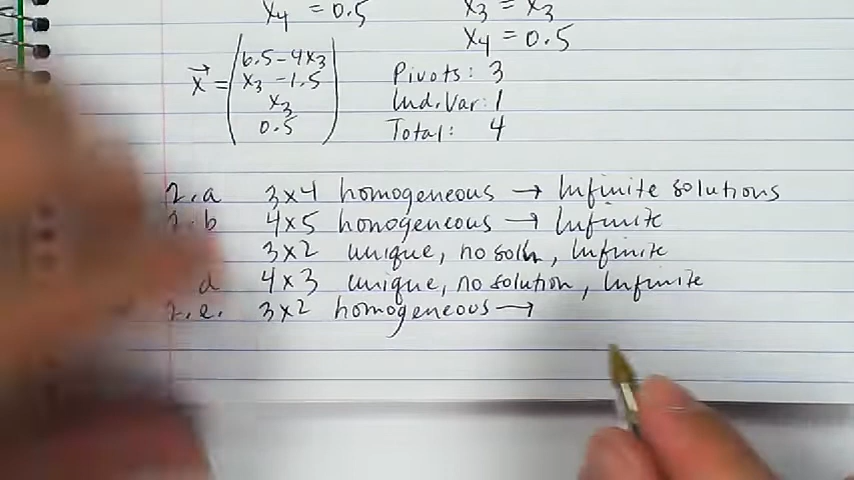 x4 = 0.5 x3 = x3
x4 = 0.5
6.5-4x3
x⃗ = x3 -1.5 Pivots: 3
x3 Ind.Var: 1
0.5 Total: 4
2.a 3x4 homogeneous → Infinite solutions
2.b 4x5 homogeneous → Infinite
3x2 unique, no soln, Infinite
d 4x3 unique, no solution, Infinite
2.e. 3x2 homogeneous →